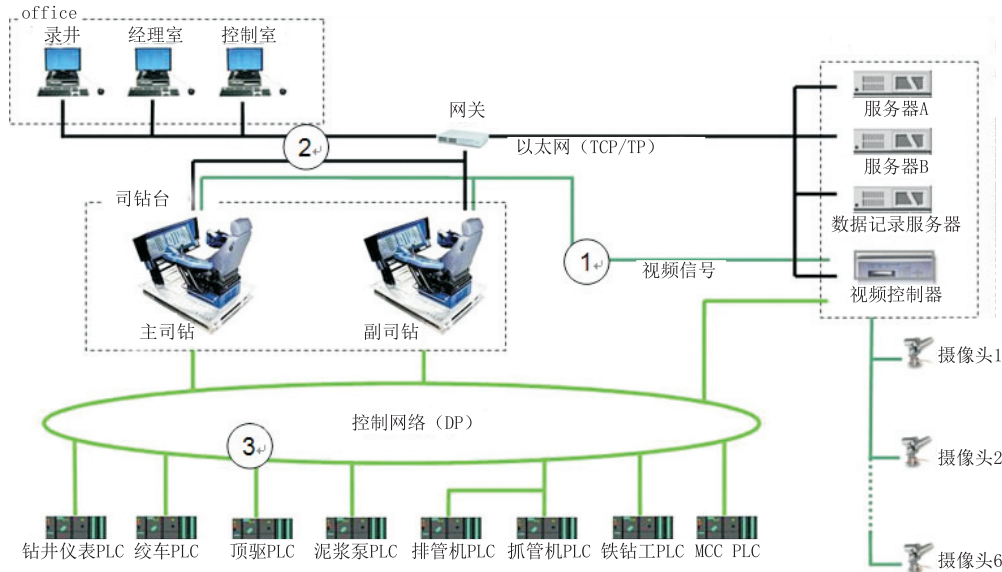 office
录井 经理室 控制室
网关
服务器A
以太网（TCP/TP）
2
服务器B
司钻台
数据记录服务器
1
视频信号
视频控制器
主司钻 副司钻
摄像头1
控制网络（DP）
3
摄像头2
钻井仪表PLC 绞车PLC 顶驱PLC 泥浆泵PLC 排管机PLC 抓管机PLC 铁钻工PLC MCC PLC
摄像头6